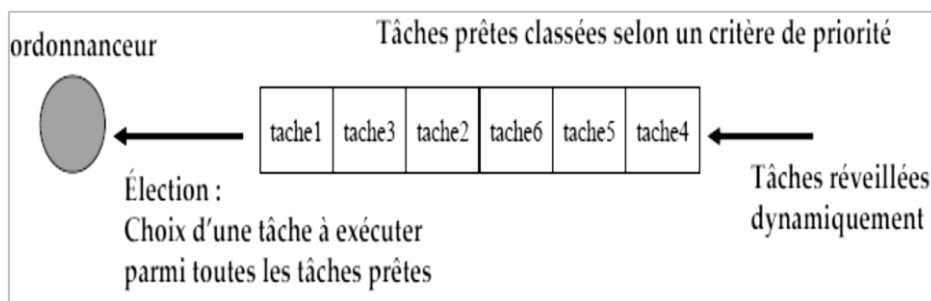 ordonnanceur
Tâches prêtes classées selon un critère de priorité
tache1 tache3 tache2 tache6 tache5 tache4
Élection :
Choix d'une tâche à exécuter
parmi toutes les tâches prêtes
Tâches réveillées
dynamiquement